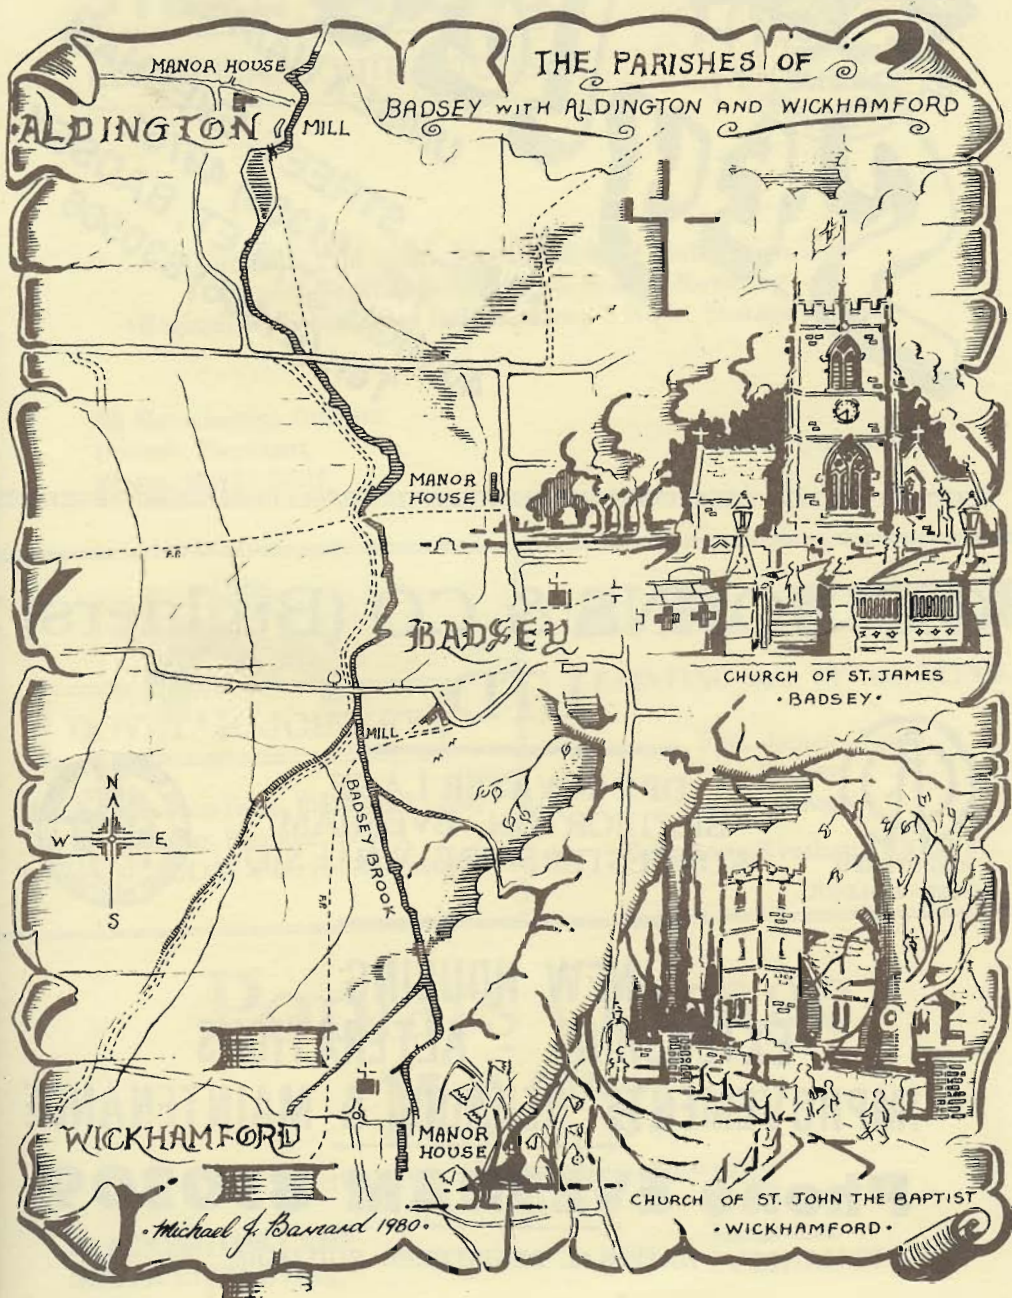 THE PARISHES OF
BADSEY WITH ALDINGTON AND WICKHAMFORD
MANOR HOUSE
ALDINGTON
MILL
MANOR
HOUSE
F.P.
BADSEY
CHURCH OF ST. JAMES
· BADSEY ·
MILL
BADSEY BROOK
N
W E
S
F.P.
WICKHAMFORD
MANOR
HOUSE
CHURCH OF ST. JOHN THE BAPTIST
· WICKHAMFORD ·
· Michael J. Barnard 1980 ·